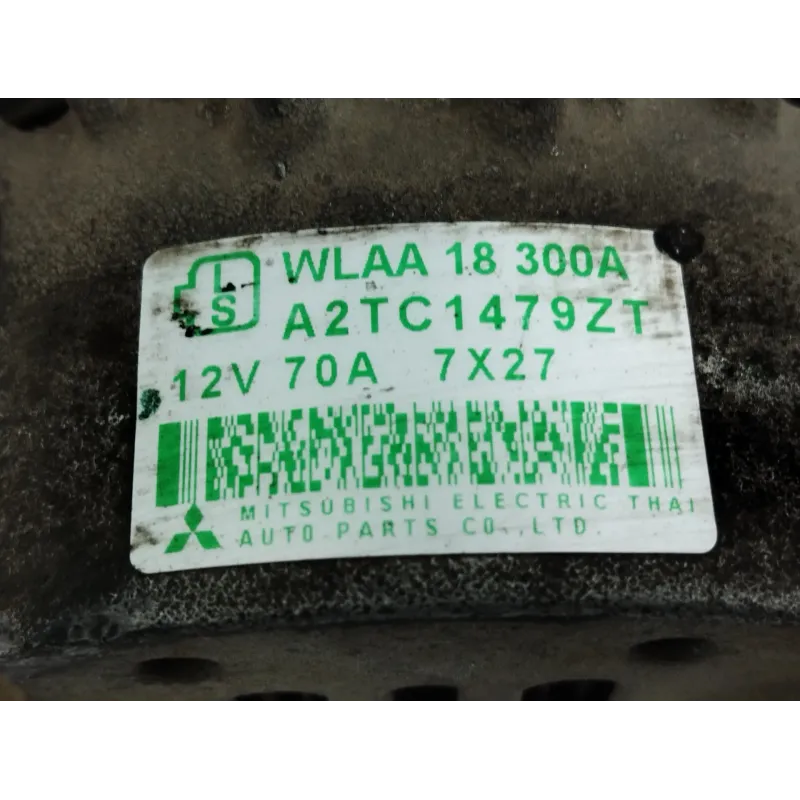 L
S
WLAA 18 300A
A2TC1479ZT
12V 70A 7X27
MITSUBISHI ELECTRIC THAI
AUTO PARTS CO.,LTD.